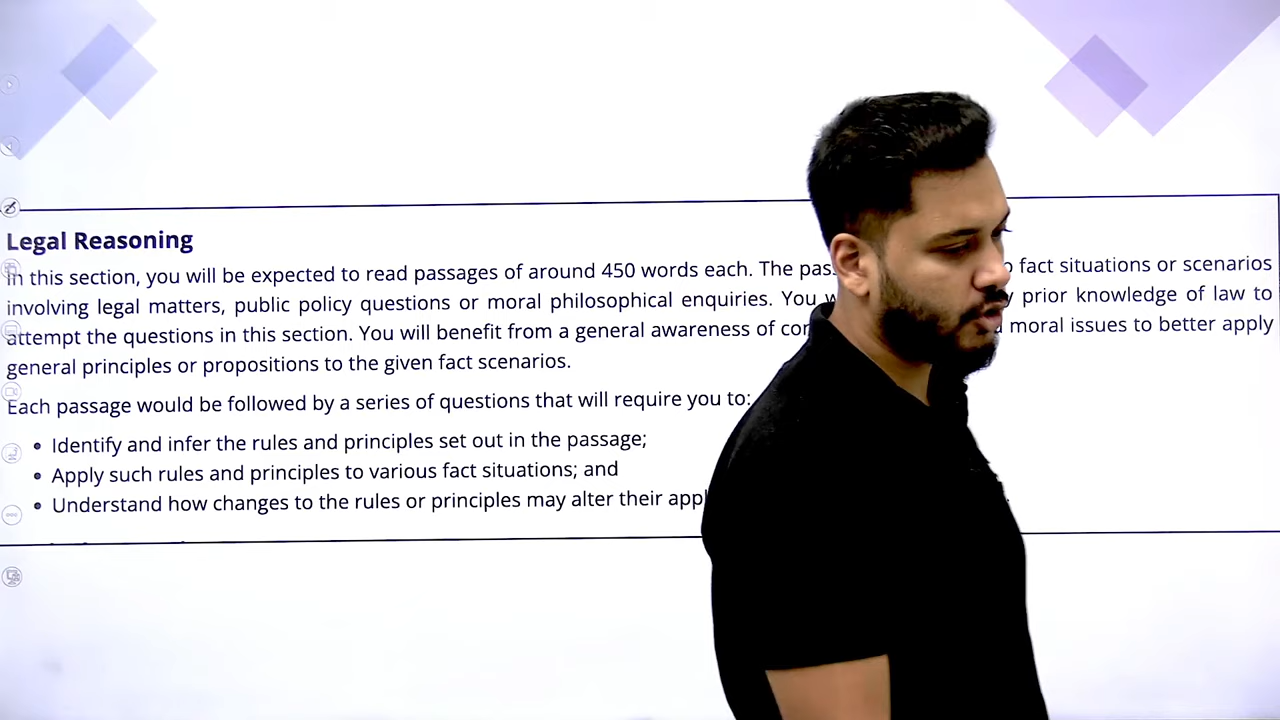 Legal Reasoning
In this section, you will be expected to read passages of around 450 words each. The pas fact situations or scenarios
involving legal matters, public policy questions or moral philosophical enquiries. You prior knowledge of law to
attempt the questions in this section. You will benefit from a general awareness of moral issues to better apply
general principles or propositions to the given fact scenarios.
Each passage would be followed by a series of questions that will require you to:
• Identify and infer the rules and principles set out in the passage;
• Apply such rules and principles to various fact situations; and
• Understand how changes to the rules or principles may alter their